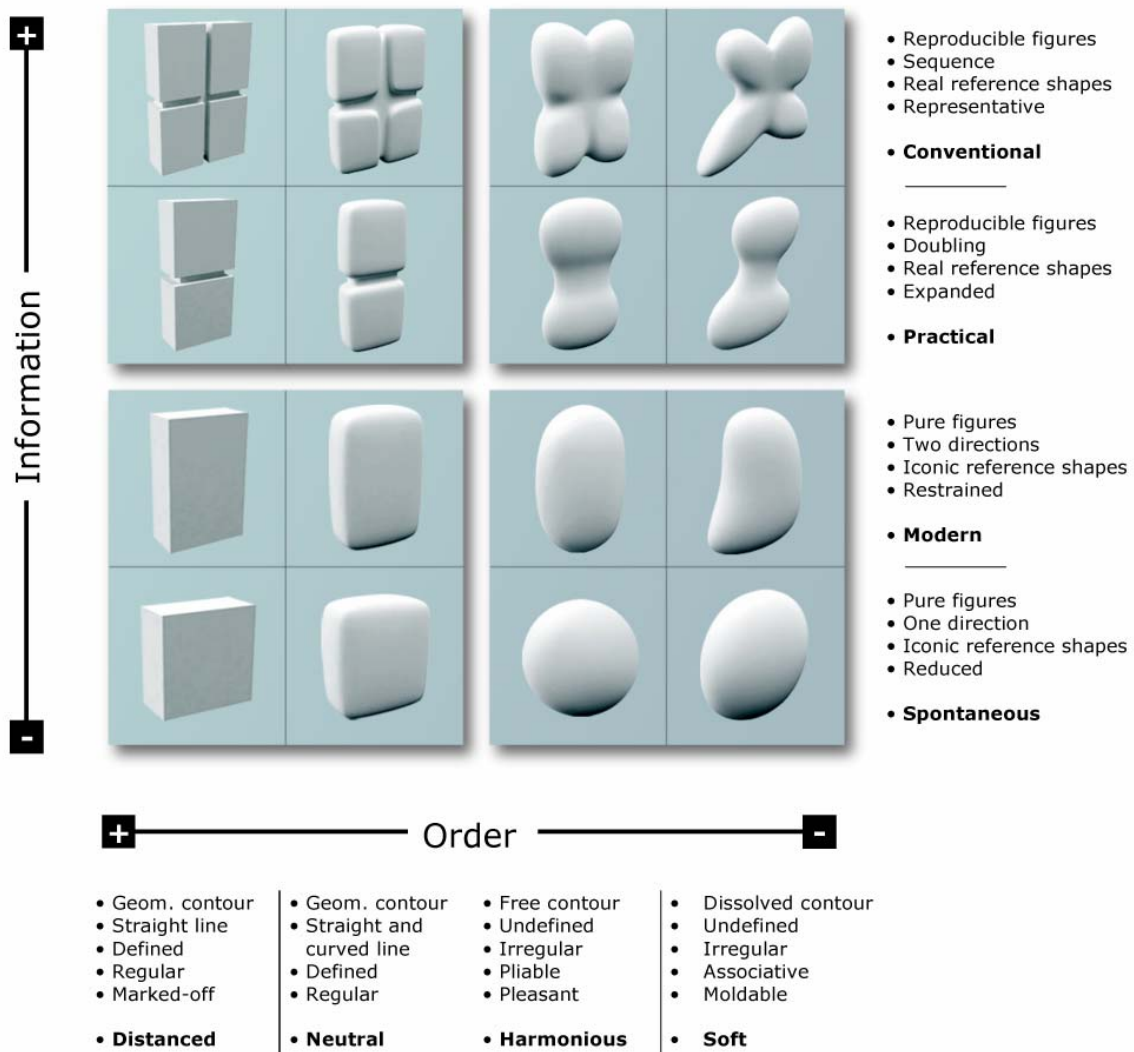 +
Information
-
• Reproducible figures
• Sequence
• Real reference shapes
• Representative
• Conventional
• Reproducible figures
• Doubling
• Real reference shapes
• Expanded
• Practical
• Pure figures
• Two directions
• Iconic reference shapes
• Restrained
• Modern
• Pure figures
• One direction
• Iconic reference shapes
• Reduced
• Spontaneous
+ Order -
• Geom. contour
• Straight line
• Defined
• Regular
• Marked-off
• Distanced
• Geom. contour
• Straight and
curved line
• Defined
• Regular
• Neutral
• Free contour
• Undefined
• Irregular
• Pliable
• Pleasant
• Harmonious
• Dissolved contour
• Undefined
• Irregular
• Associative
• Moldable
• Soft